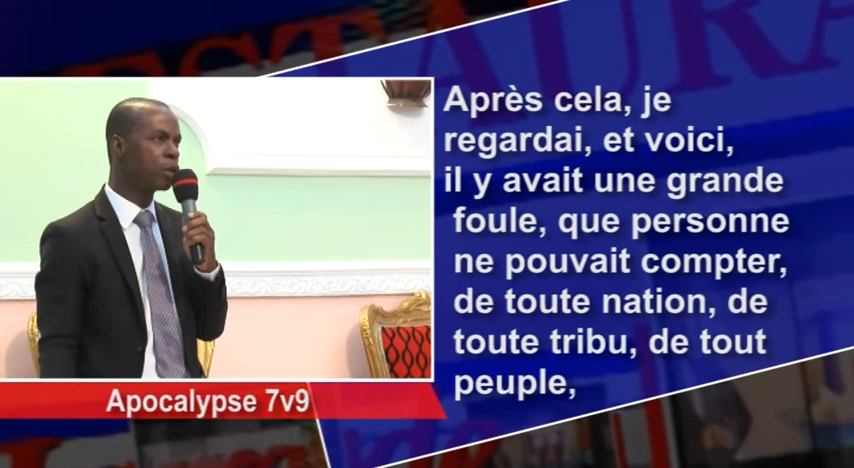 Après cela, je
regardai, et voici,
il y avait une grande
foule, que personne
ne pouvait compter,
de toute nation, de
toute tribu, de tout
peuple,
Apocalypse 7v9